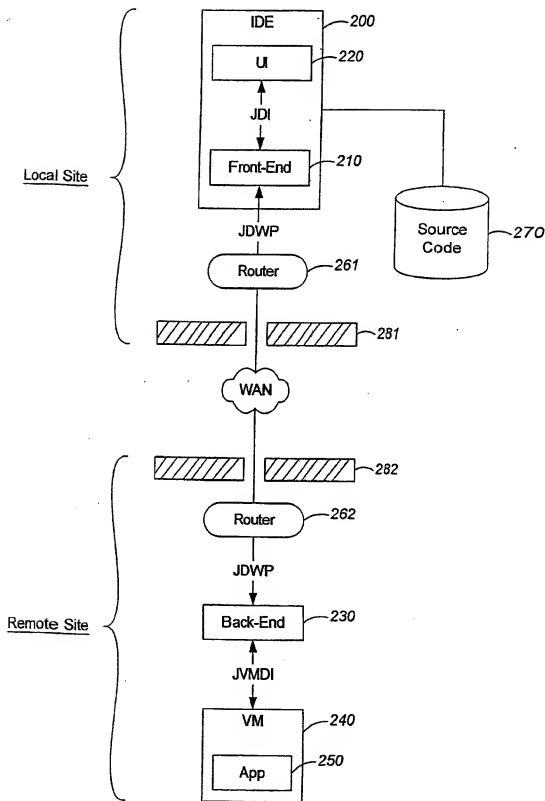 IDE
200
UI
220
JDI
Front-End
210
Local Site
JDWP
Source
Code
270
Router
261
281
WAN
282
Router
262
JDWP
Remote Site
Back-End
230
JVMDI
VM
240
App
250